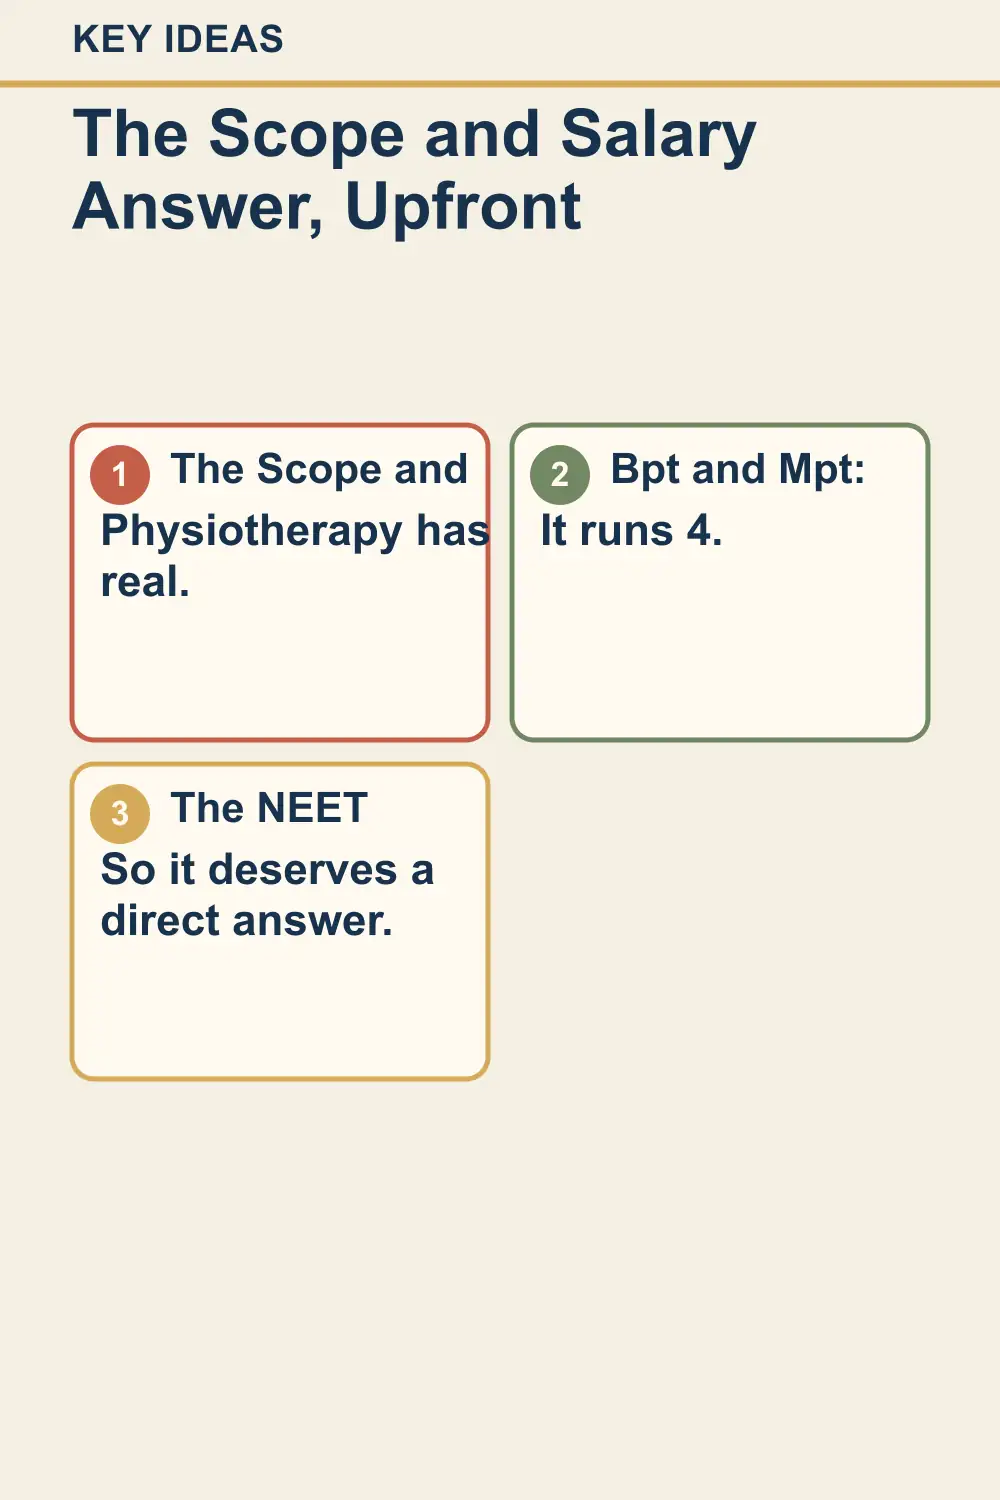 KEY IDEAS
The Scope and Salary
Answer, Upfront
1 The Scope and
Physiotherapy has
real.
2 Bpt and Mpt:
It runs 4.
3 The NEET
So it deserves a
direct answer.